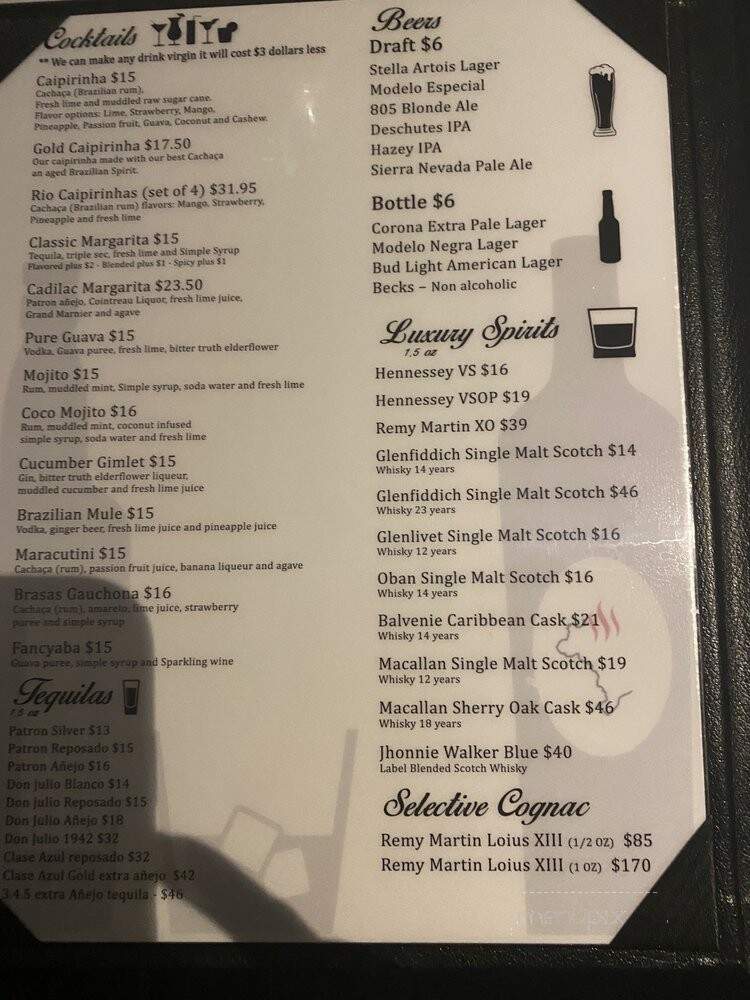 Cocktails
** We can make any drink virgin it will cost $3 dollars less
Caipirinha $15
Cachaça (Brazilian rum),
Fresh lime and muddled raw sugar cane.
Flavor options: Lime, Strawberry, Mango,
Pineapple, Passion fruit, Guava, Coconut and Cashew.
Gold Caipirinha $17.50
Our caipirinha made with our best Cachaça
an aged Brazilian Spirit.
Rio Caipirinhas (set of 4) $31.95
Cachaça (Brazilian rum) flavors: Mango, Strawberry,
Pineapple and fresh lime
Classic Margarita $15
Tequila, triple sec, fresh lime and Simple Syrup
Flavored plus $2 - Blended plus $1 - Spicy plus $1
Cadilac Margarita $23.50
Patron añejo, Cointreau Liquor, fresh lime juice,
Grand Marnier and agave
Pure Guava $15
Vodka, Guava puree, fresh lime, bitter truth elderflower
Mojito $15
Rum, muddled mint, Simple syrup, soda water and fresh lime
Coco Mojito $16
Rum, muddled mint, coconut infused
simple syrup, soda water and fresh lime
Cucumber Gimlet $15
Gin, bitter truth elderflower liqueur,
muddled cucumber and fresh lime juice
Brazilian Mule $15
Vodka, ginger beer, fresh lime juice and pineapple juice
Maracutini $15
Cachaça (rum), passion fruit juice, banana liqueur and agave
Brasas Gauchona $16
Cachaça (rum), amareto, lime juice, strawberry
puree and simple syrup
Fancyaba $15
Guava puree, simple syrup and Sparkling wine
Tequilas
1,5 oz
Patron Silver $13
Patron Reposado $15
Patron Añejo $16
Don julio Blanco $14
Don Julio Reposado $15
Don Julio Añejo $18
Don Julio 1942 $32
Clase Azul reposado $32
Clase Azul Gold extra añejo $42
3.4.5 extra Añejo tequila - $46
Beers
Draft $6
Stella Artois Lager
Modelo Especial
805 Blonde Ale
Deschutes IPA
Hazey IPA
Sierra Nevada Pale Ale
Bottle $6
Corona Extra Pale Lager
Modelo Negra Lager
Bud Light American Lager
Becks – Non alcoholic
Luxury Spirits
1,5 oz
Hennessey VS $16
Hennessey VSOP $19
Remy Martin XO $39
Glenfiddich Single Malt Scotch $14
Whisky 14 years
Glenfiddich Single Malt Scotch $46
Whisky 23 years
Glenlivet Single Malt Scotch $16
Whisky 12 years
Oban Single Malt Scotch $16
Whisky 14 years
Balvenie Caribbean Cask $21
Whisky 14 years
Macallan Single Malt Scotch $19
Whisky 12 years
Macallan Sherry Oak Cask $46
Whisky 18 years
Jhonnie Walker Blue $40
Label Blended Scotch Whisky
Selective Cognac
Remy Martin Loius XIII (1/2 OZ) $85
Remy Martin Loius XIII (1 OZ) $170